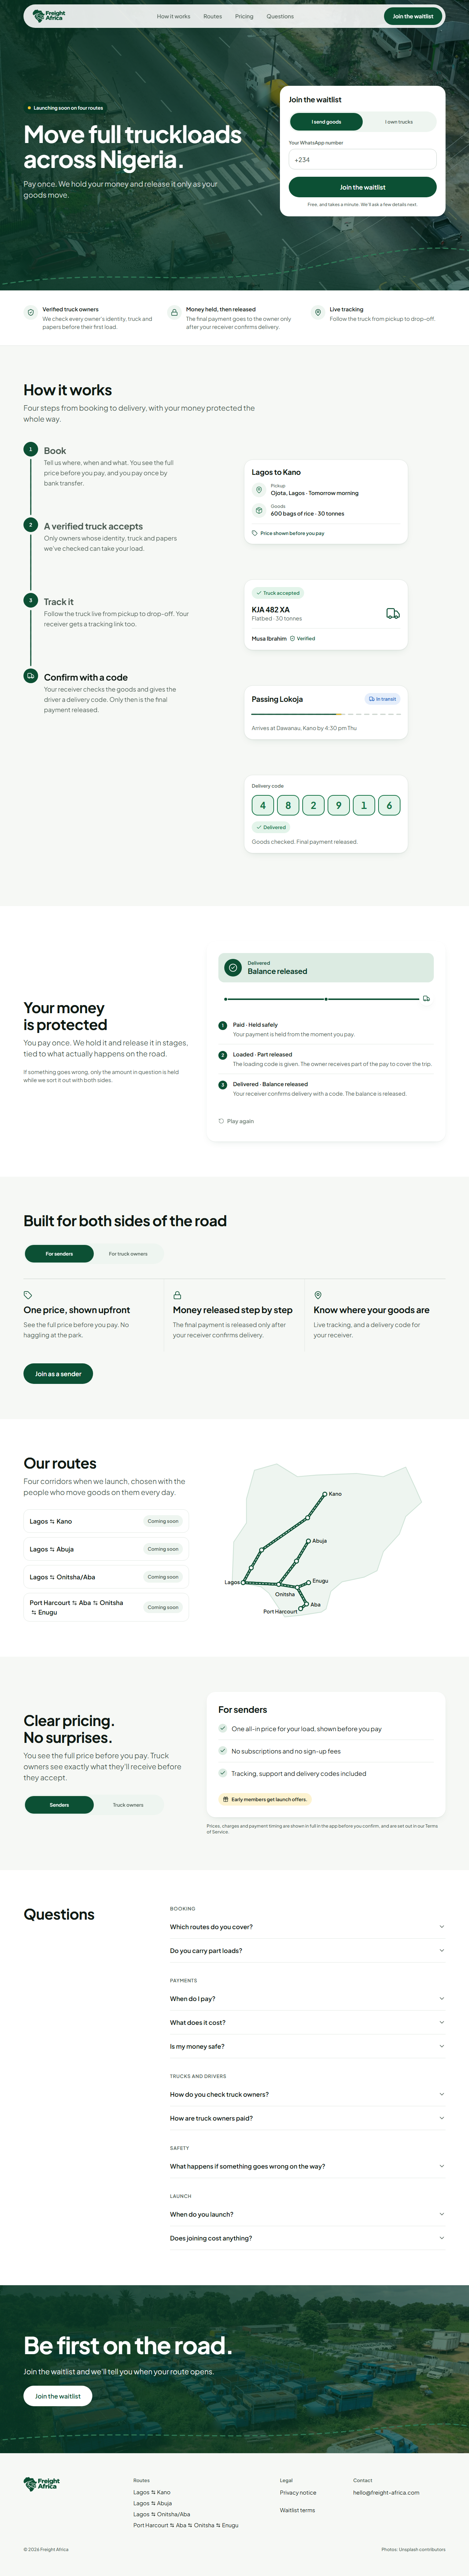 Freight
Africa
How it works
Routes
Pricing
Questions
Join the waitlist
Launching soon on four routes
Move full truckloads
across Nigeria.
Pay once. We hold your money and release it only as your
goods move.
Join the waitlist
I send goods
I own trucks
Your WhatsApp number
+234
Join the waitlist
Free, and takes a minute. We'll ask a few details next.
Verified truck owners
We check every owner's identity, truck and
papers before their first load.
Money held, then released
The final payment goes to the owner only
after your receiver confirms delivery.
Live tracking
Follow the truck from pickup to drop-off.
How it works
Four steps from booking to delivery, with your money protected the
whole way.
1
Book
Tell us where, when and what. You see the full
price before you pay, and you pay once by
bank transfer.
2
A verified truck accepts
Only owners whose identity, truck and papers
we've checked can take your load.
3
Track it
Follow the truck live from pickup to drop-off. Your
receiver gets a tracking link too.
Confirm with a code
Your receiver checks the goods and gives the
driver a delivery code. Only then is the final
payment released.
Lagos to Kano
Pickup
Ojota, Lagos · Tomorrow morning
Goods
600 bags of rice · 30 tonnes
Price shown before you pay
Truck accepted
KJA 482 XA
Flatbed · 30 tonnes
Musa Ibrahim
Verified
Passing Lokoja
In transit
Arrives at Dawanau, Kano by 4:30 pm Thu
Delivery code
4 8 2 9 1 6
Delivered
Goods checked. Final payment released.
Your money
is protected
You pay once. We hold it and release it in stages,
tied to what actually happens on the road.
If something goes wrong, only the amount in question is held
while we sort it out with both sides.
Delivered
Balance released
1
Paid · Held safely
Your payment is held from the moment you pay.
2
Loaded · Part released
The loading code is given. The owner receives part of the pay to cover the trip.
3
Delivered · Balance released
Your receiver confirms delivery with a code. The balance is released.
Play again
Built for both sides of the road
For senders
For truck owners
One price, shown upfront
See the full price before you pay. No
haggling at the park.
Money released step by step
The final payment is released only after
your receiver confirms delivery.
Know where your goods are
Live tracking, and a delivery code for
your receiver.
Join as a sender
Our routes
Four corridors when we launch, chosen with the
people who move goods on them every day.
Lagos ⇆ Kano
Coming soon
Lagos ⇆ Abuja
Coming soon
Lagos ⇆ Onitsha/Aba
Coming soon
Port Harcourt ⇆ Aba ⇆ Onitsha
⇆ Enugu
Coming soon
Kano
Abuja
Lagos
Enugu
Onitsha
Aba
Port Harcourt
Clear pricing.
No surprises.
You see the full price before you pay. Truck
owners see exactly what they'll receive before
they accept.
Senders
Truck owners
For senders
One all-in price for your load, shown before you pay
No subscriptions and no sign-up fees
Tracking, support and delivery codes included
Early members get launch offers.
Prices, charges and payment timing are shown in full in the app before you confirm, and are set out in our Terms
of Service.
Questions
BOOKING
Which routes do you cover?
Do you carry part loads?
PAYMENTS
When do I pay?
What does it cost?
Is my money safe?
TRUCKS AND DRIVERS
How do you check truck owners?
How are truck owners paid?
SAFETY
What happens if something goes wrong on the way?
LAUNCH
When do you launch?
Does joining cost anything?
Be first on the road.
Join the waitlist and we'll tell you when your route opens.
Join the waitlist
Freight
Africa
Routes
Lagos ⇆ Kano
Lagos ⇆ Abuja
Lagos ⇆ Onitsha/Aba
Port Harcourt ⇆ Aba ⇆ Onitsha ⇆ Enugu
Legal
Privacy notice
Waitlist terms
Contact
hello@freight-africa.com
© 2026 Freight Africa
Photos: Unsplash contributors